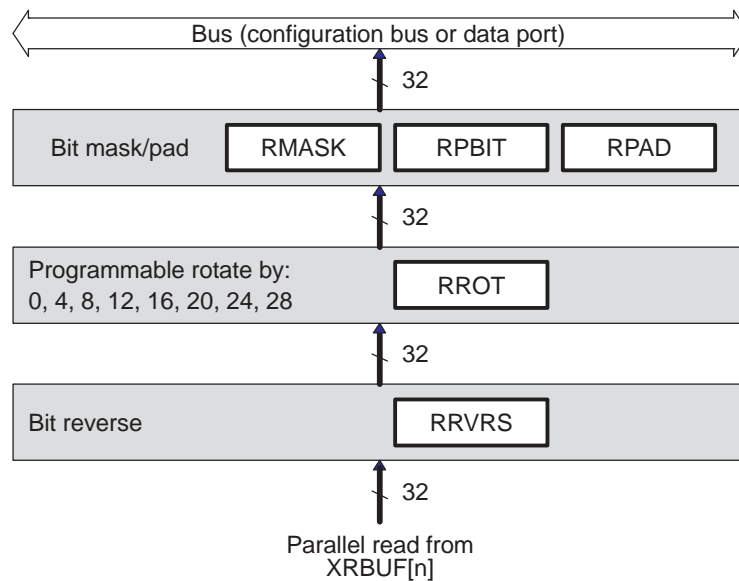 Bus (configuration bus or data port)
32
Bit mask/pad RMASK RPBIT RPAD
32
Programmable rotate by:
0, 4, 8, 12, 16, 20, 24, 28
RROT
32
Bit reverse RRVRS
32
Parallel read from
XRBUF[n]